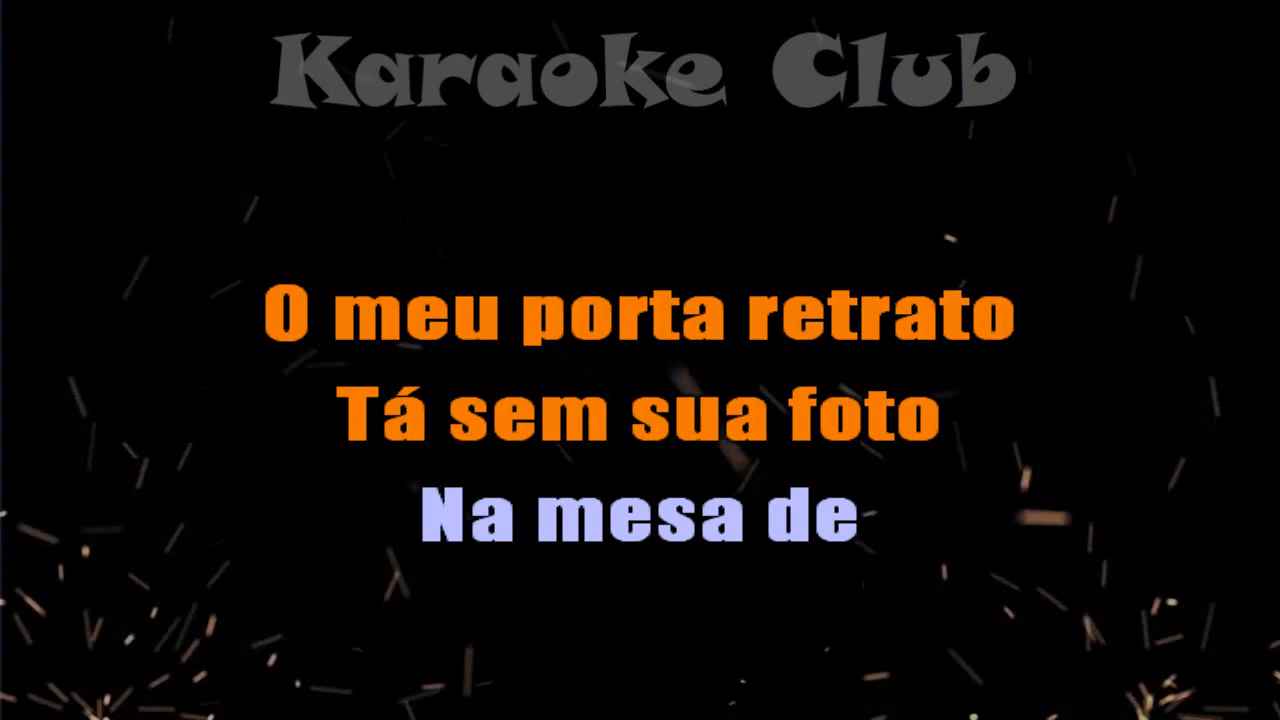 Karaoke Club
O meu porta retrato
Tá sem sua foto
Na mesa de